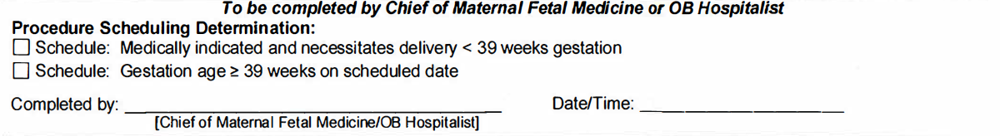 To be completed by Chief of Maternal Fetal Medicine or OB Hospitalist
Procedure Scheduling Determination:
☐ Schedule: Medically indicated and necessitates delivery < 39 weeks gestation
☐ Schedule: Gestation age ≥ 39 weeks on scheduled date
Completed by: ______________________________________ Date/Time: ____________________
[Chief of Maternal Fetal Medicine/OB Hospitalist]